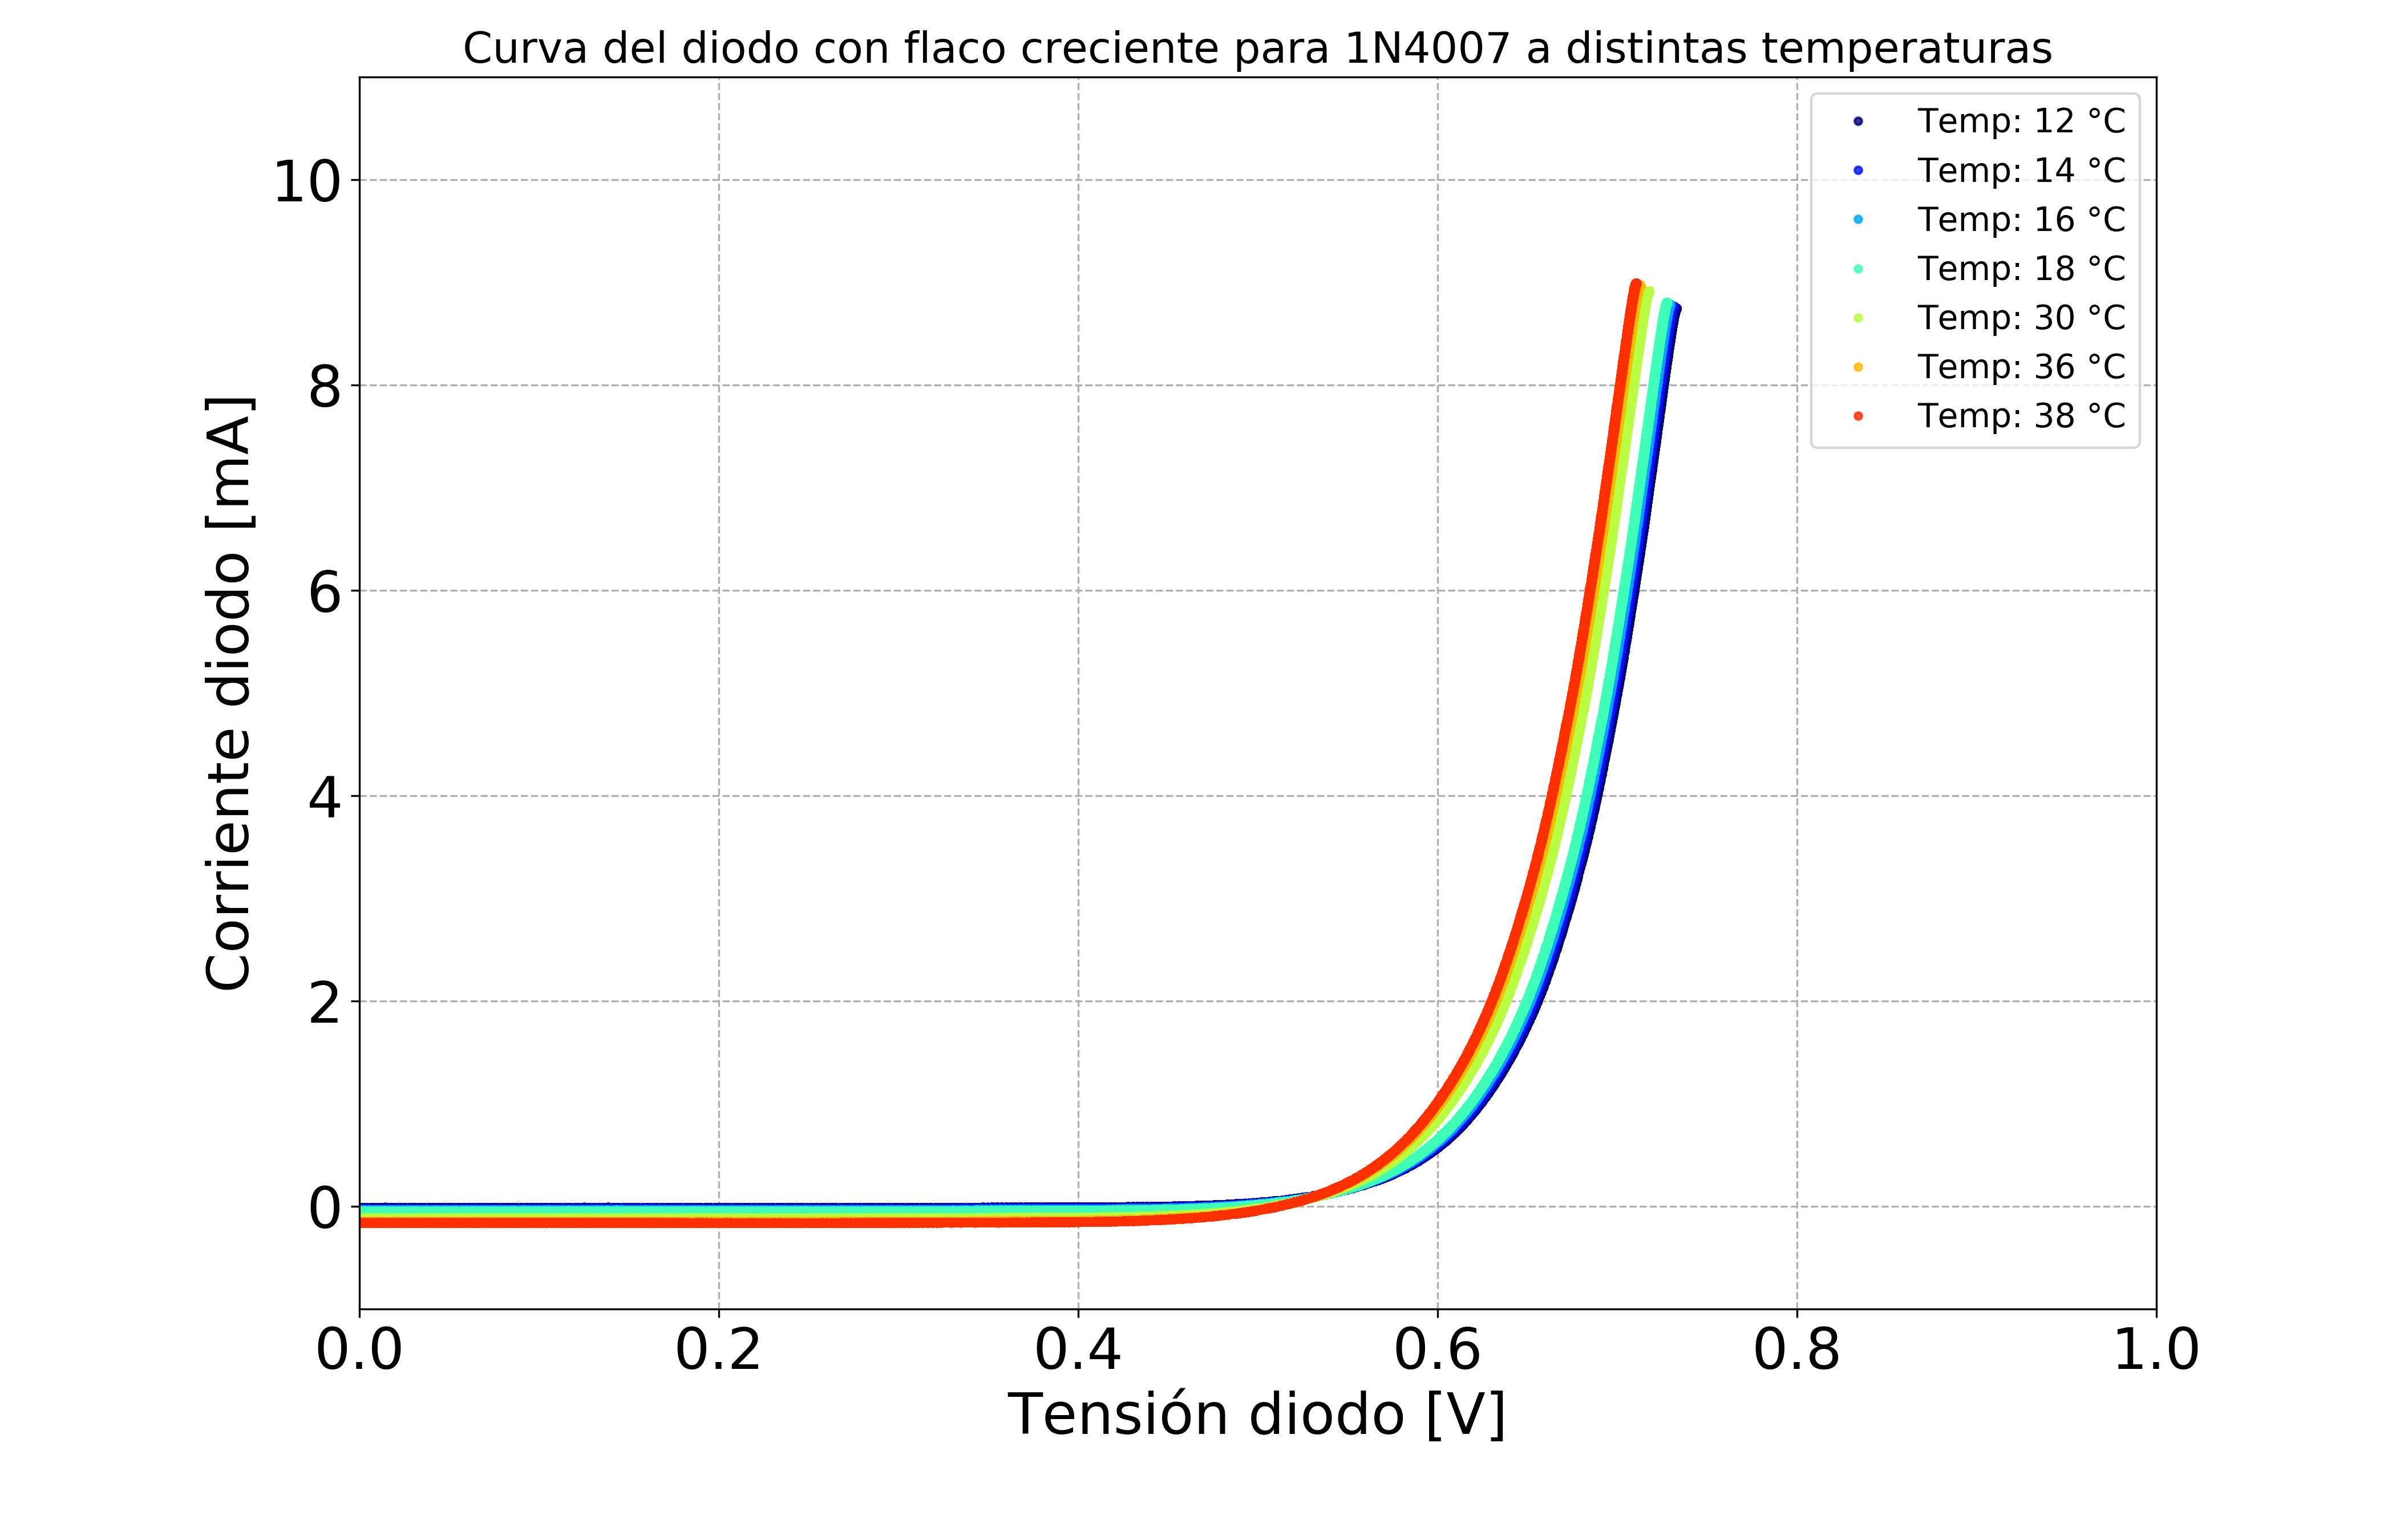 Curva del diodo con flaco creciente para 1N4007 a distintas temperaturas
Temp: 12 °C
Temp: 14 °C
Temp: 16 °C
Temp: 18 °C
Temp: 30 °C
Temp: 36 °C
Temp: 38 °C
Corriente diodo [mA]
10
8
6
4
2
0
0.0 0.2 0.4 0.6 0.8 1.0
Tensión diodo [V]